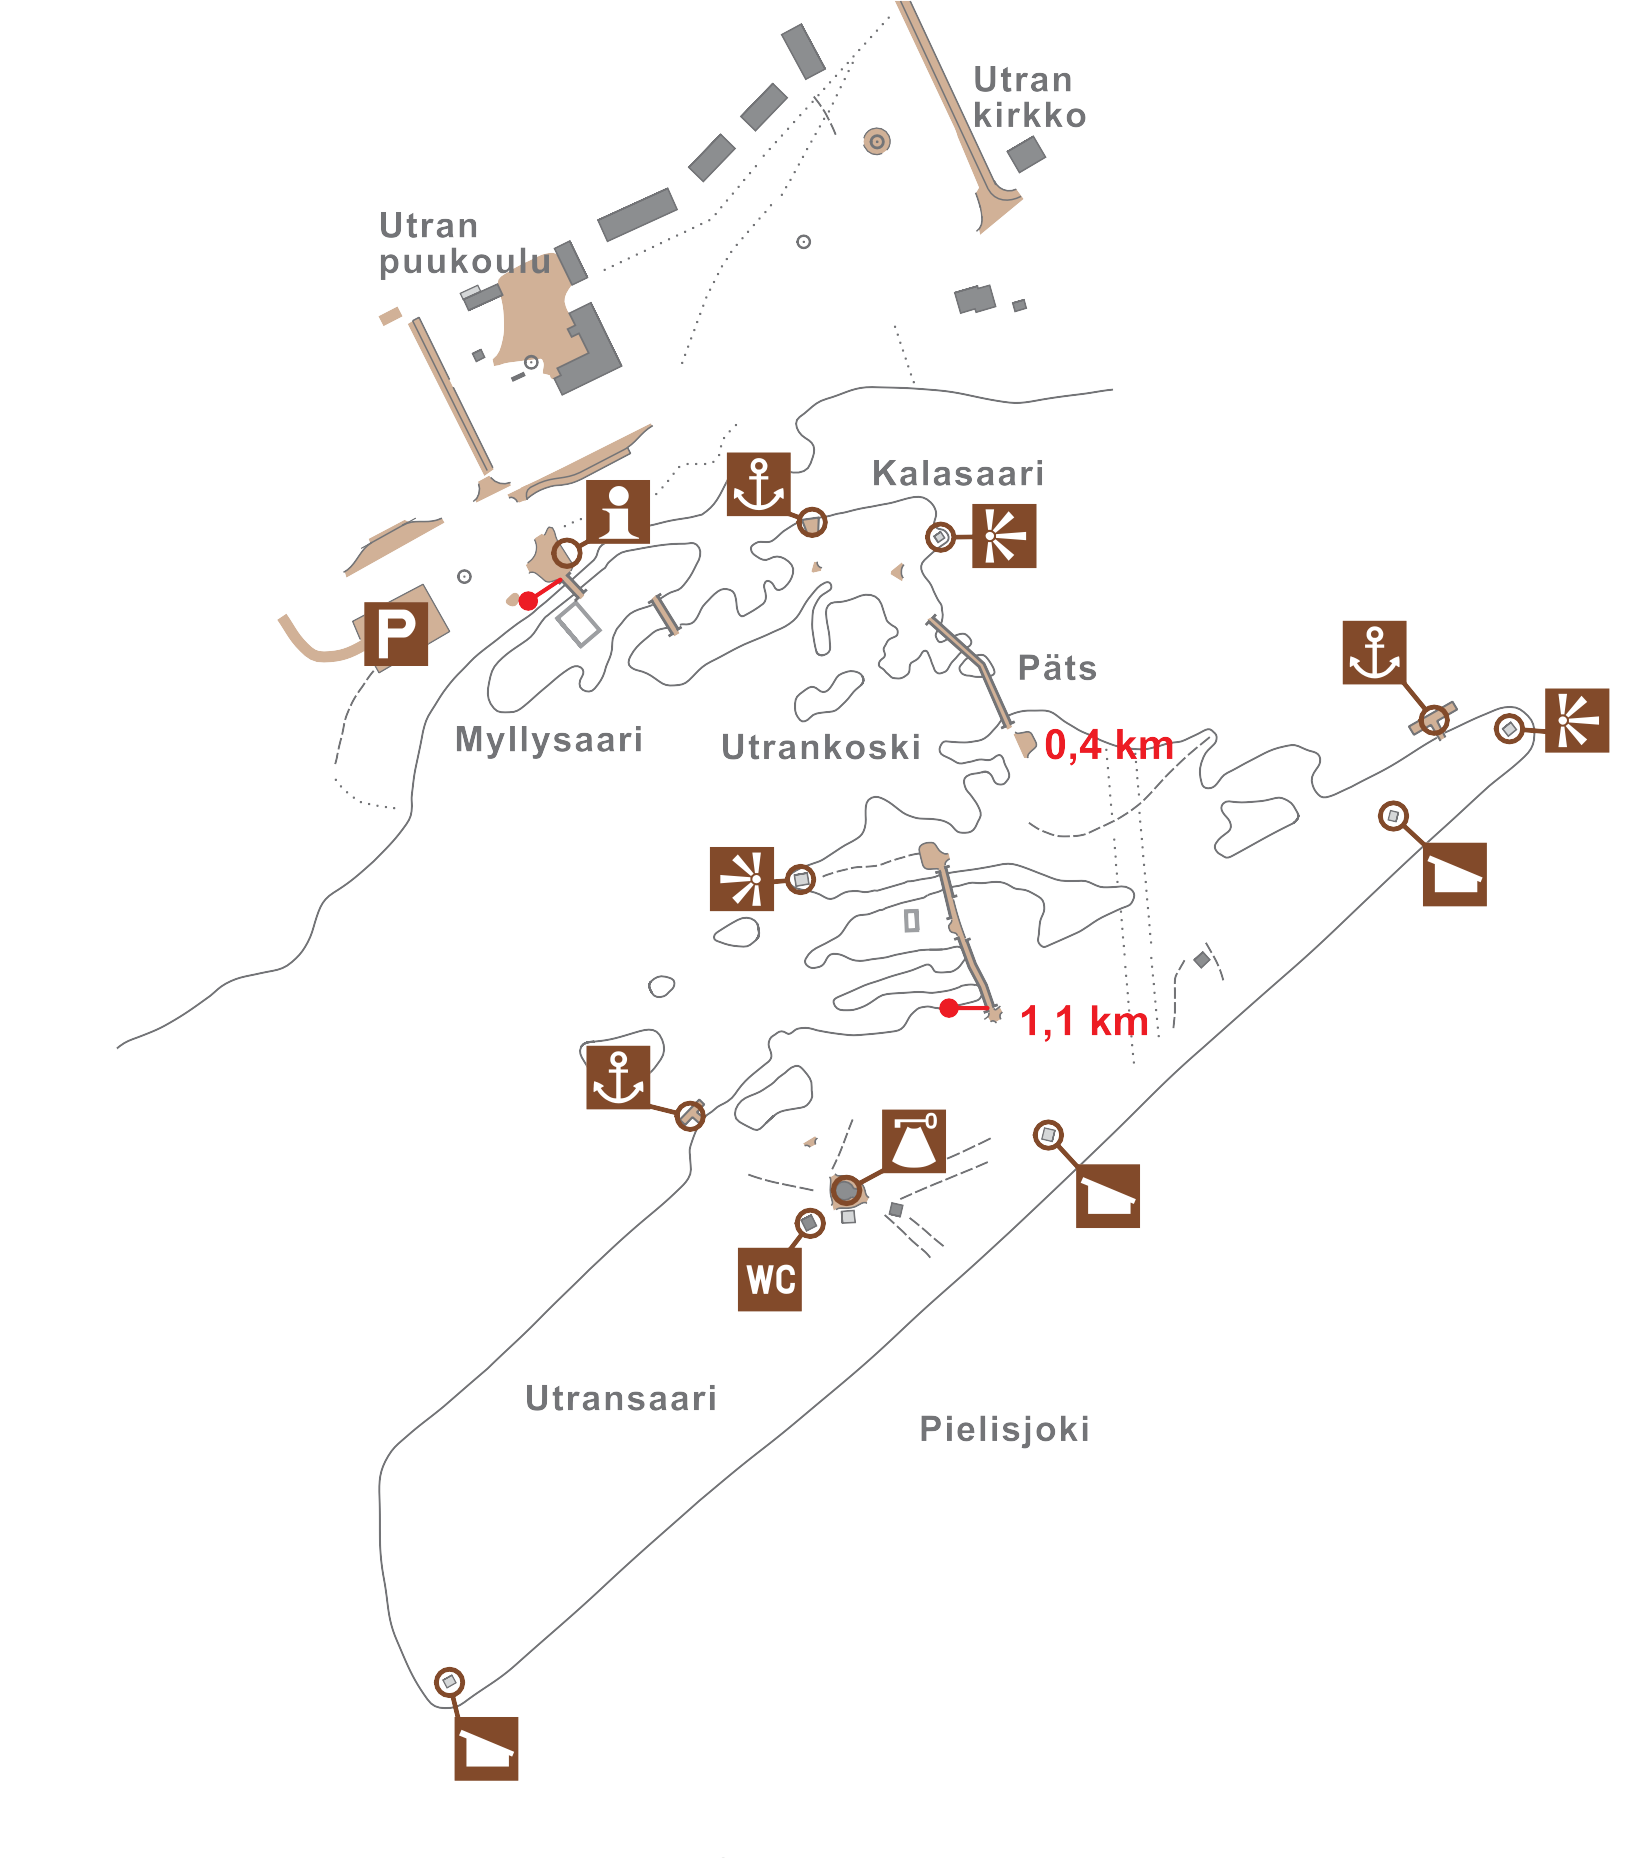 Utran
kirkko
Utran
puukoulu
Kalasaari
P
Päts
Myllysaari
Utrankoski
0,4 km
1,1 km
WC
Utransaari
Pielisjoki